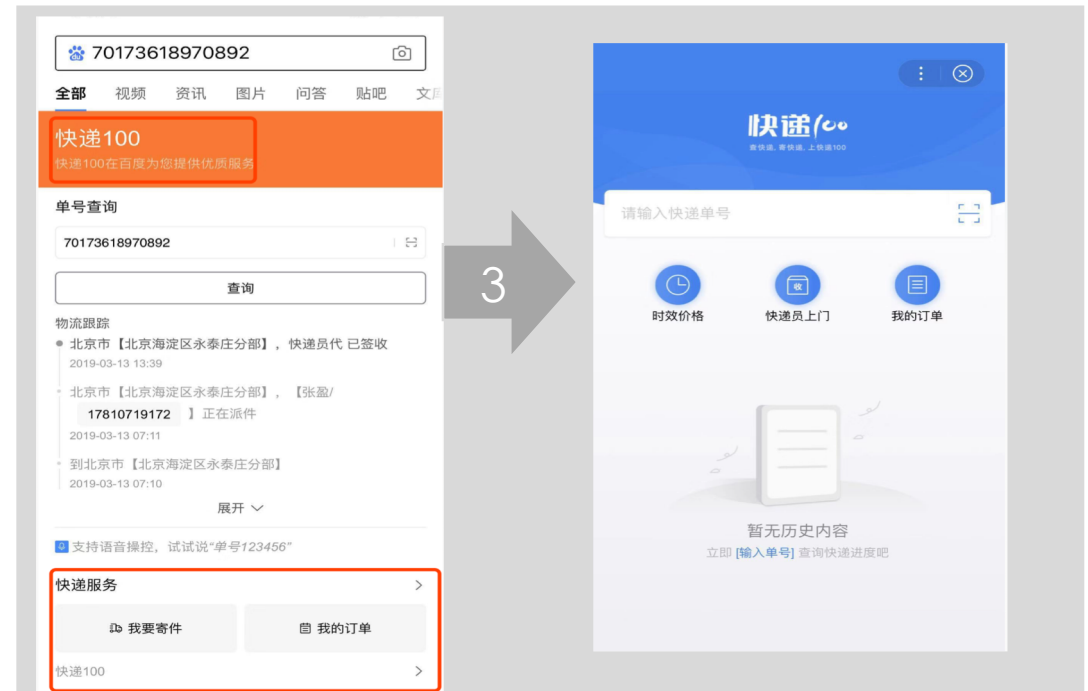 70173618970892
全部 视频 资讯 图片 问答 贴吧 文库
快递100
快递100在百度为您提供优质服务
单号查询
70173618970892
查询
物流跟踪
北京市【北京海淀区永泰庄分部】，快递员代 已签收
2019-03-13 13:39
北京市【北京海淀区永泰庄分部】，【张盈/
17810719172 】正在派件
2019-03-13 07:11
到北京市【北京海淀区永泰庄分部】
2019-03-13 07:10
展开
支持语音操控，试试说“单号123456”
快递服务
我要寄件 我的订单
快递100
3
快递100
查快递, 寄快递, 上快递100
请输入快递单号
收
时效价格 快递员上门 我的订单
暂无历史内容
立即 [输入单号] 查询快递进度吧